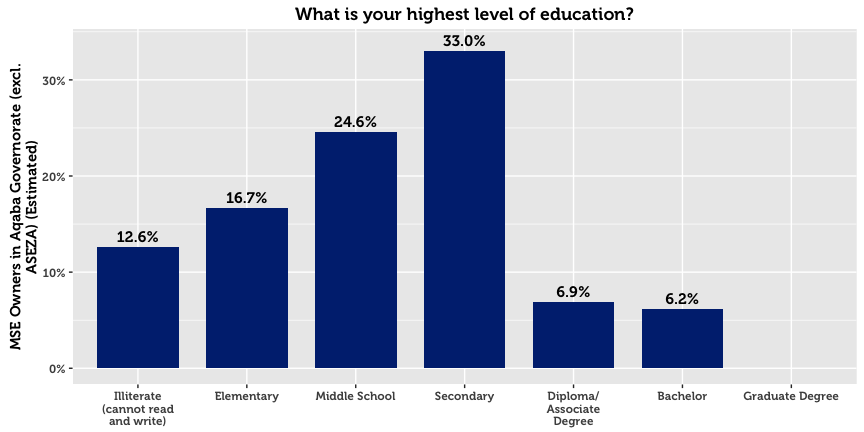 What is your highest level of education?
MSE Owners in Aqaba Governorate (excl.
ASEZA) (Estimated)
30%
20%
10%
0%
12.6%
16.7%
24.6%
33.0%
6.9%
6.2%
Illiterate
(cannot read
and write)
Elementary
Middle School
Secondary
Diploma/
Associate
Degree
Bachelor
Graduate Degree